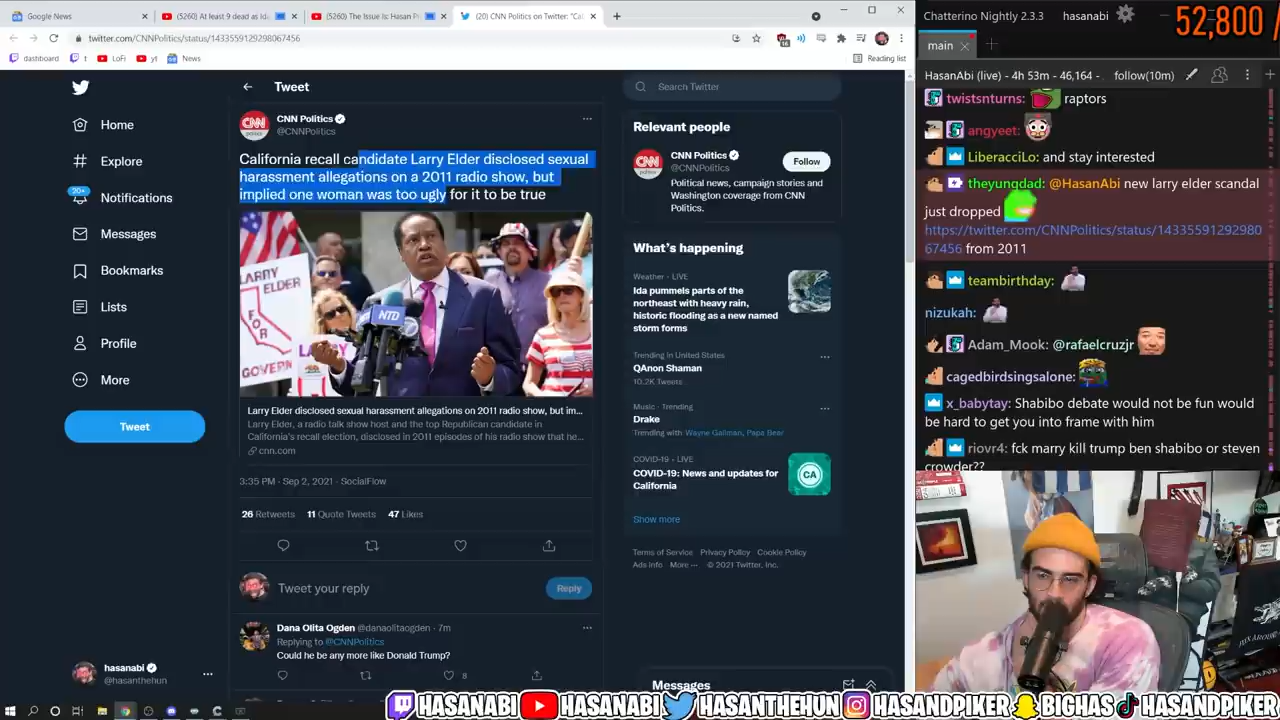 Google News
(5260) At least 9 dead as Ida
(5260) The Issue Is: Hasan P
(20) CNN Politics on Twitter: "Cal
twitter.com/CNNPolitics/status/1433559129298067456
dashboard
t
LoFi
yt
News
Reading list
Home
Explore
20+
Notifications
Messages
Bookmarks
Lists
Profile
More
Tweet
hasanabi
@hasanthehun
Tweet
CNN Politics
@CNNPolitics
California recall candidate Larry Elder disclosed sexual
harassment allegations on a 2011 radio show, but
implied one woman was too ugly for it to be true
LARRY
ELDER
FOR
GOVERN
NTD
Larry Elder disclosed sexual harassment allegations on 2011 radio show, but im...
Larry Elder, a radio talk show host and the top Republican candidate in
California's recall election, disclosed in 2011 episodes of his radio show that he...
cnn.com
3:35 PM · Sep 2, 2021 · SocialFlow
26 Retweets 11 Quote Tweets 47 Likes
Tweet your reply
Reply
Dana Olita Ogden @danaolitaogden · 7m
Replying to @CNNPolitics
Could he be any more like Donald Trump?
8
Search Twitter
Relevant people
CNN Politics
@CNNPolitics
Follow
Political news, campaign stories and
Washington coverage from CNN
Politics.
What's happening
Weather · LIVE
Ida pummels parts of the
northeast with heavy rain,
historic flooding as a new named
storm forms
Trending in United States
QAnon Shaman
10.2K Tweets
Music · Trending
Drake
Trending with Wayne Gallman, Papa Bear
COVID-19 · LIVE
COVID-19: News and updates for
California
CA
Show more
Terms of Service Privacy Policy Cookie Policy
Ads info More ··· © 2021 Twitter, Inc.
Messages
Chatterino Nightly 2.3.3
hasanabi
52,800 /
main
HasanAbi (live) - 4h 53m - 46,164 - follow(10m)
twistsnturns: raptors
angyeet:
LiberacciLo: and stay interested
theyungdad: @HasanAbi new larry elder scandal
just dropped
https://twitter.com/CNNPolitics/status/14335591292980
67456 from 2011
teambirthday:
nizukah:
Adam_Mook: @rafaelcruzjr
cagedbirdsingsalone:
x_babytay: Shabibo debate would not be fun would
be hard to get you into frame with him
riovr4: fck marry kill trump ben shabibo or steven
crowder??
HASANABI HASANABI HASANTHEHUN HASANDPIKER BIGHAS HASANDPIKER